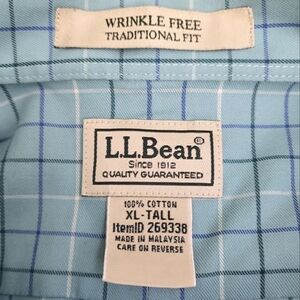 WRINKLE FREE
TRADITIONAL FIT
L.L.Bean®
Since 1912
QUALITY GUARANTEED
100% COTTON
XL-TALL
ItemID 269338
MADE IN MALAYSIA
CARE ON REVERSE